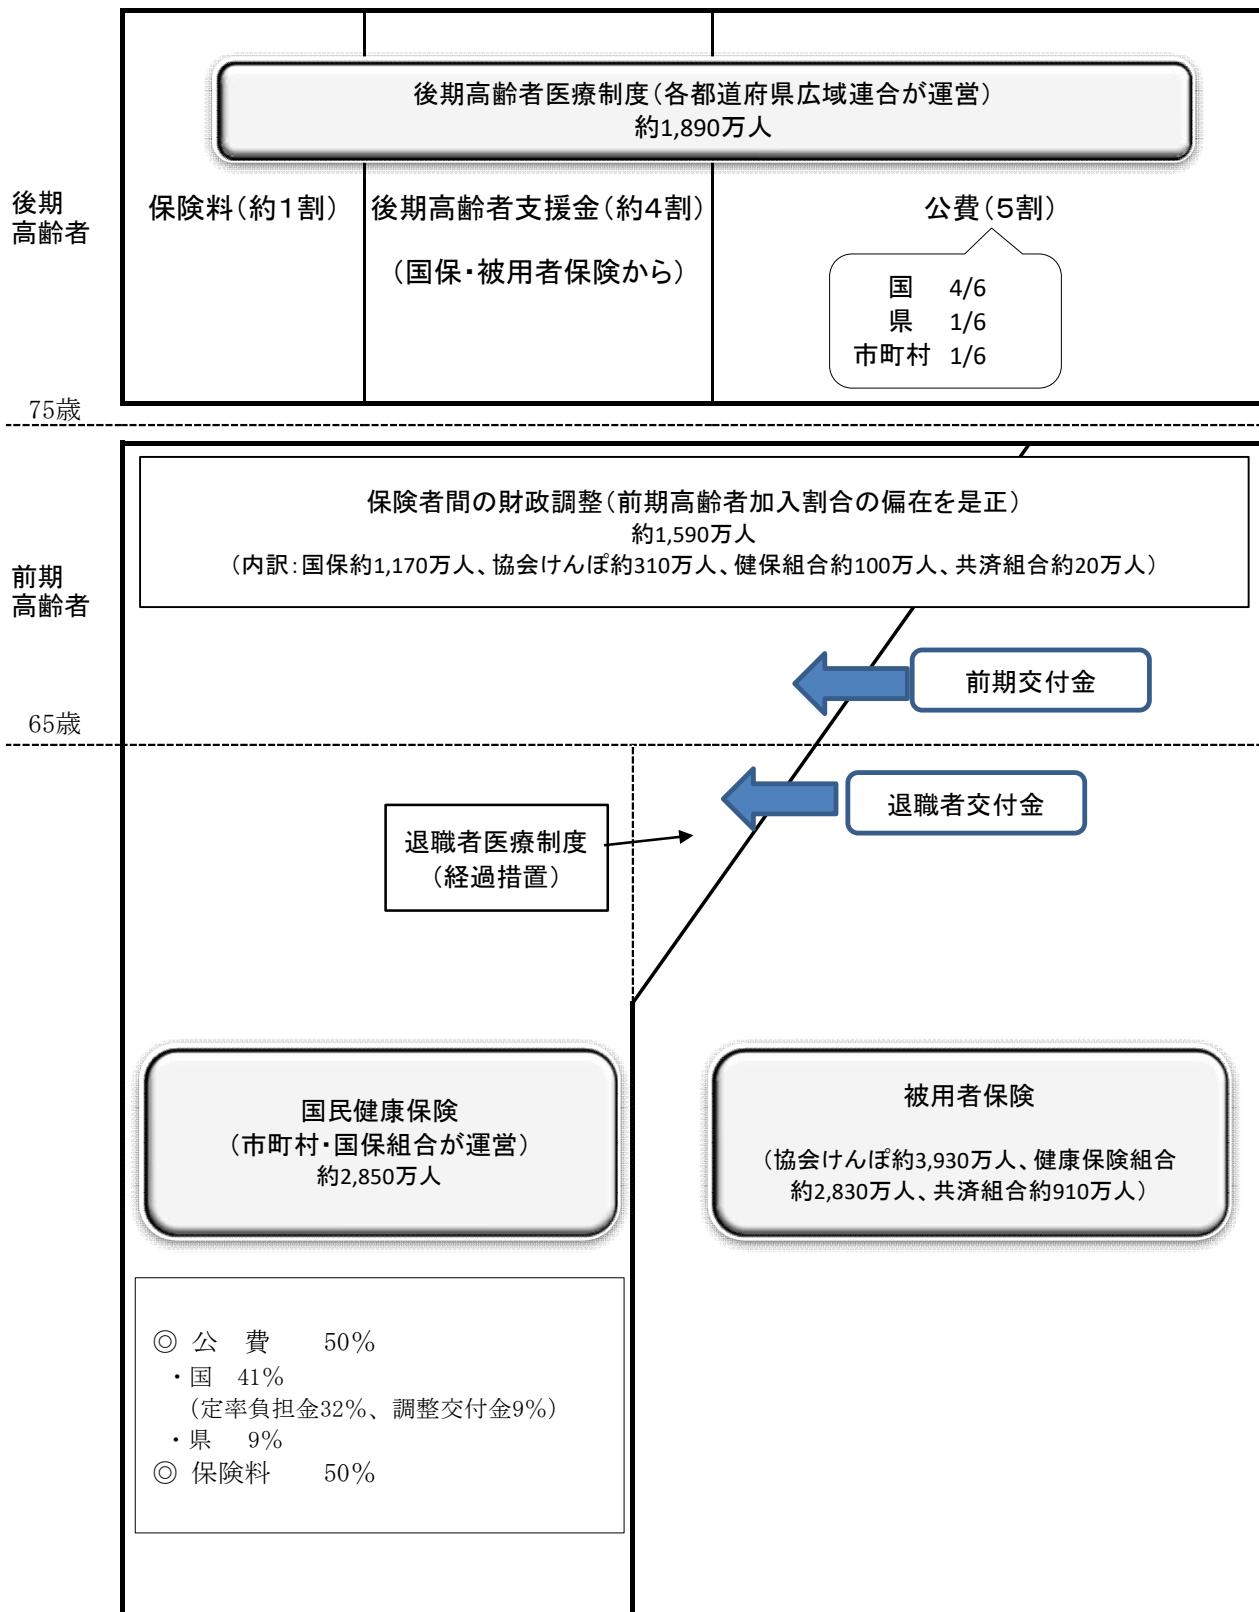 後期高齢者医療制度（各都道府県広域連合が運営）
約1,890万人
後期
高齢者
保険料（約１割）
後期高齢者支援金（約４割）
（国保・被用者保険から）
公費（５割）
国 4/6
県 1/6
市町村 1/6
75歳
保険者間の財政調整（前期高齢者加入割合の偏在を是正）
約1,590万人
（内訳：国保約1,170万人、協会けんぽ約310万人、健保組合約100万人、共済組合約20万人）
前期
高齢者
前期交付金
65歳
退職者交付金
退職者医療制度
（経過措置）
国民健康保険
（市町村・国保組合が運営）
約2,850万人
被用者保険
（協会けんぽ約3,930万人、健康保険組合
約2,830万人、共済組合約910万人）
◎ 公　費　 50％
・国　41％
（定率負担金32％、調整交付金9％）
・県　 9％
◎ 保険料　 50％